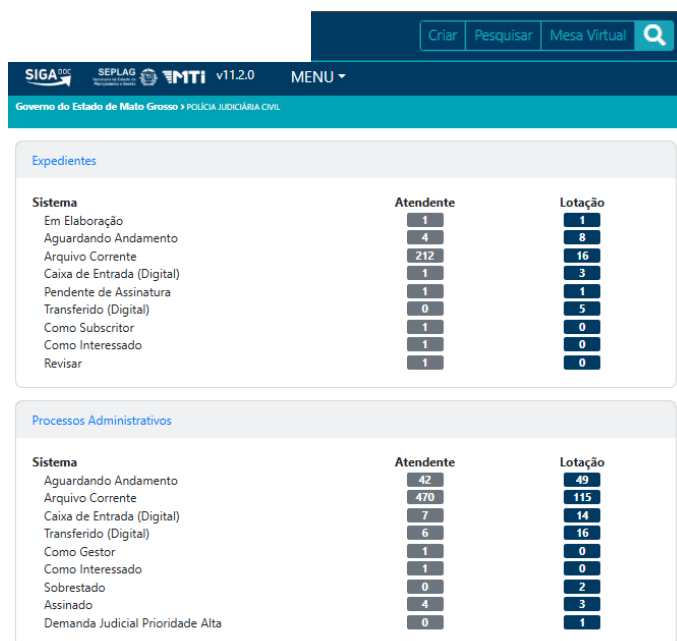 Criar Pesquisar Mesa Virtual
SIGA DOC SEPLAG MTi v11.2.0 MENU
Governo do Estado de Mato Grosso > POLÍCIA JUDICIÁRIA CIVIL
Expedientes
Sistema Atendente Lotação
Em Elaboração 1 1
Aguardando Andamento 4 8
Arquivo Corrente 212 16
Caixa de Entrada (Digital) 1 3
Pendente de Assinatura 1 1
Transferido (Digital) 0 5
Como Subscritor 1 0
Como Interessado 1 0
Revisar 1 0
Processos Administrativos
Sistema Atendente Lotação
Aguardando Andamento 42 49
Arquivo Corrente 470 115
Caixa de Entrada (Digital) 7 14
Transferido (Digital) 6 16
Como Gestor 1 0
Como Interessado 1 0
Sobrestado 0 2
Assinado 4 3
Demanda Judicial Prioridade Alta 0 1